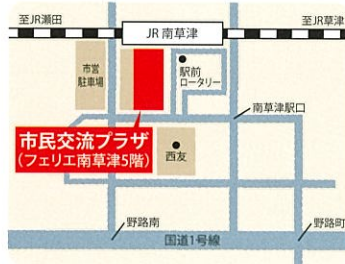 至JR瀬田
JR 南草津
至JR草津
市営
駐車場
駅前
ロータリー
南草津駅口
市民交流プラザ
(フェリエ南草津5階)
西友
野路南
野路町
国道1号線